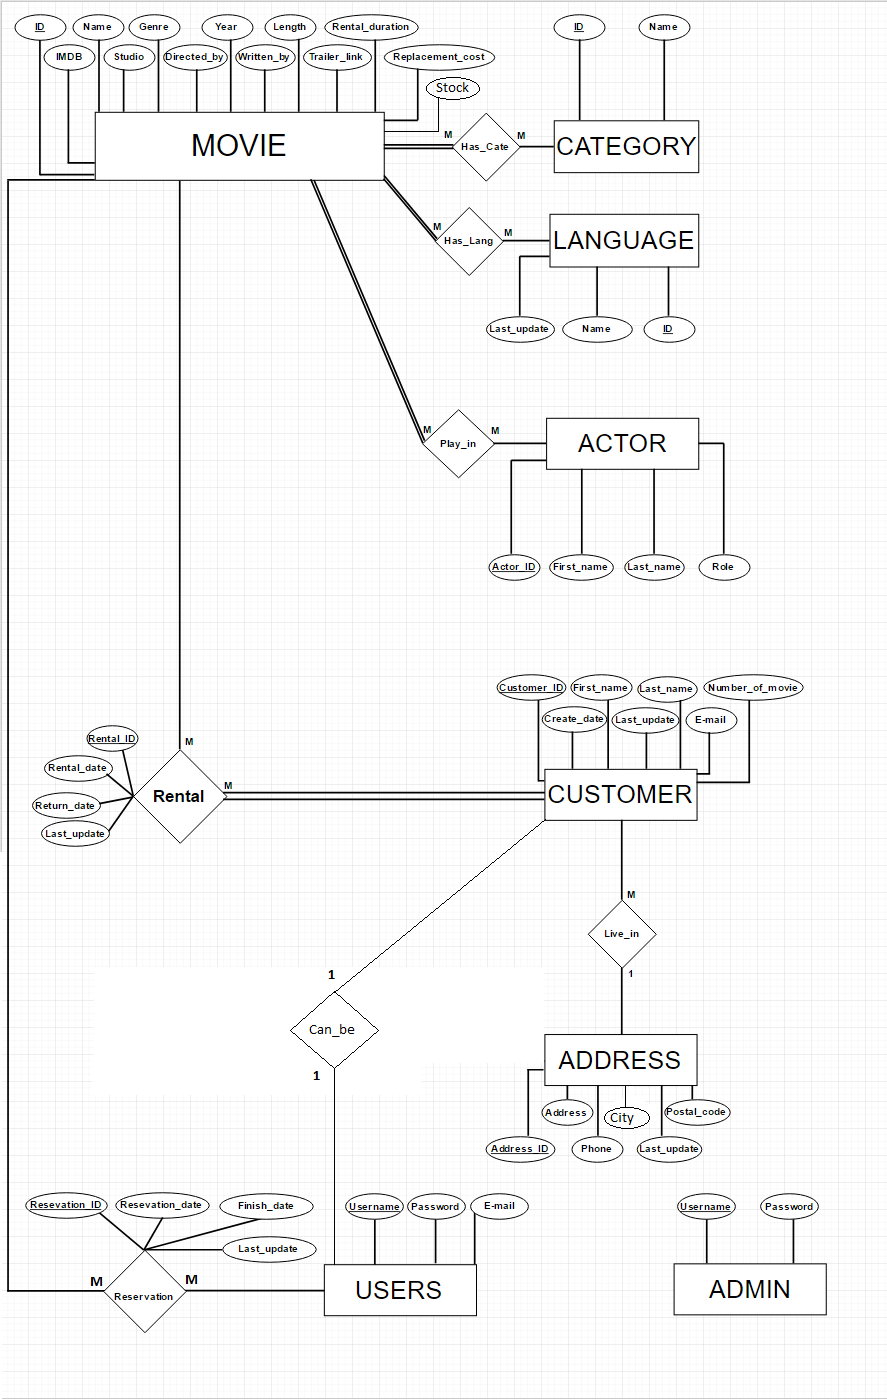 ID
Name
Genre
Year
Length
Rental_duration
ID
Name
IMDB
Studio
Directed_by
Written_by
Trailer_link
Replacement_cost
Stock
MOVIE
M
Has_Cate
M
CATEGORY
M
Has_Lang
M
LANGUAGE
Last_update
Name
ID
M
Play_in
M
ACTOR
Actor_ID
First_name
Last_name
Role
Customer_ID
First_name
Last_name
Number_of_movie
Create_date
Last_update
E-mail
Rental_ID
M
Rental_date
Return_date
Last_update
Rental
M
CUSTOMER
M
Live_in
1
1
Can_be
1
ADDRESS
Address
City
Postal_code
Address_ID
Phone
Last_update
Resevation_ID
Resevation_date
Finish_date
Last_update
Username
Password
E-mail
Username
Password
M
Reservation
M
USERS
ADMIN